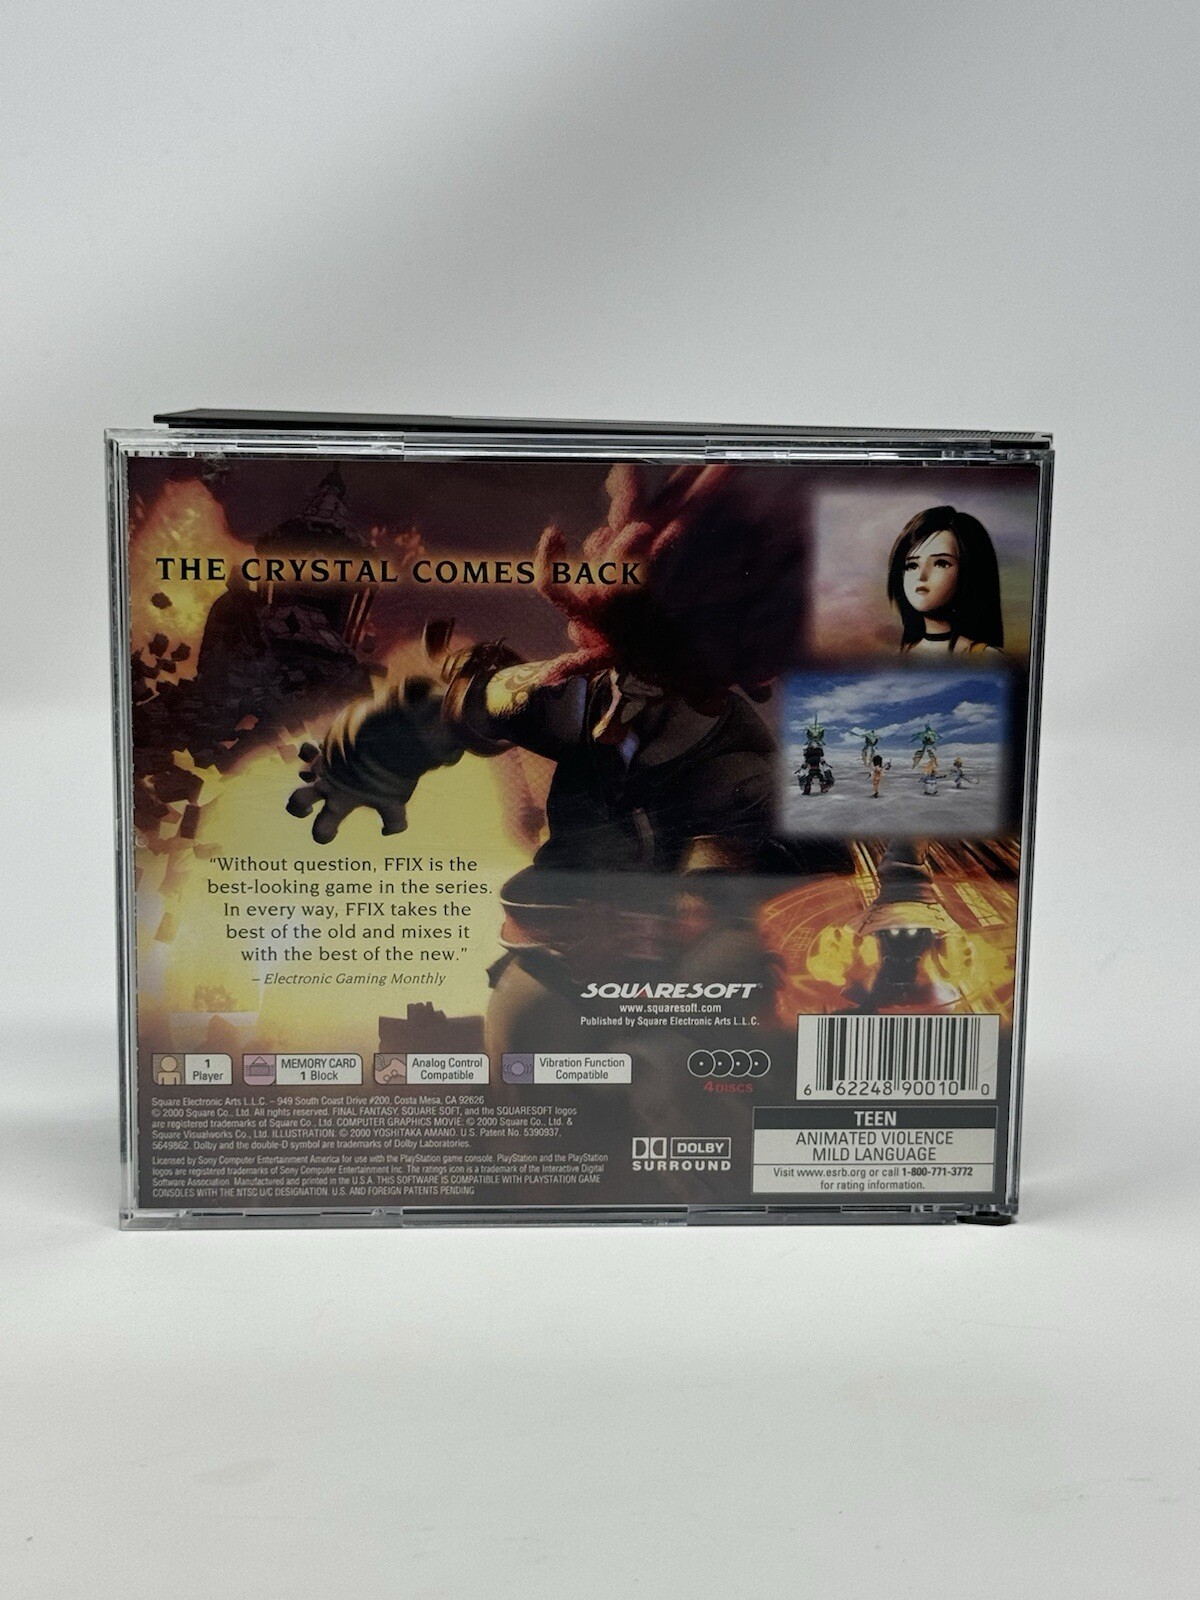 THE CRYSTAL COMES BACK
“Without question, FFIX is the
best-looking game in the series.
In every way, FFIX takes the
best of the old and mixes it
with the best of the new.”
– Electronic Gaming Monthly
SQUARESOFT
www.squaresoft.com
Published by Square Electronic Arts L.L.C.
1
Player
MEMORY CARD
1 Block
Analog Control
Compatible
Vibration Function
Compatible
4 DISCS
6 62248 90010 0
Square Electronic Arts L.L.C. – 949 South Coast Drive #200, Costa Mesa, CA 92626
© 2000 Square Co., Ltd. All rights reserved. FINAL FANTASY, SQUARE SOFT, and the SQUARESOFT logos
are registered trademarks of Square Co., Ltd. COMPUTER GRAPHICS MOVIE: © 2000 Square Co., Ltd. &
Square Visualworks Co., Ltd. ILLUSTRATION: © 2000 YOSHITAKA AMANO. U.S. Patent No. 5390937,
5649862. Dolby and the double-D symbol are trademarks of Dolby Laboratories.
Licensed by Sony Computer Entertainment America for use with the PlayStation game console. PlayStation and the PlayStation
logos are registered trademarks of Sony Computer Entertainment Inc. The ratings icon is a trademark of the Interactive Digital
Software Association. Manufactured and printed in the U.S.A. THIS SOFTWARE IS COMPATIBLE WITH PLAYSTATION GAME
CONSOLES WITH THE NTSC U/C DESIGNATION. U.S. AND FOREIGN PATENTS PENDING
DOLBY
SURROUND
TEEN
ANIMATED VIOLENCE
MILD LANGUAGE
Visit www.esrb.org or call 1-800-771-3772
for rating information.